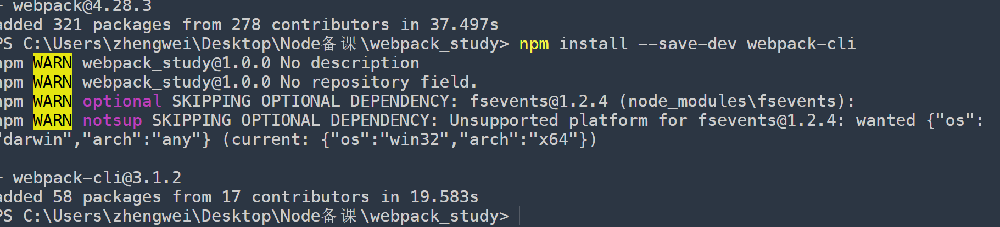 + webpack@4.28.3
added 321 packages from 278 contributors in 37.497s
PS C:\Users\zhengwei\Desktop\Node备课\webpack_study> npm install --save-dev webpack-cli
npm WARN webpack_study@1.0.0 No description
npm WARN webpack_study@1.0.0 No repository field.
npm WARN optional SKIPPING OPTIONAL DEPENDENCY: fsevents@1.2.4 (node_modules\fsevents):
npm WARN notsup SKIPPING OPTIONAL DEPENDENCY: Unsupported platform for fsevents@1.2.4: wanted {"os":
"darwin","arch":"any"} (current: {"os":"win32","arch":"x64"})
+ webpack-cli@3.1.2
added 58 packages from 17 contributors in 19.583s
PS C:\Users\zhengwei\Desktop\Node备课\webpack_study>